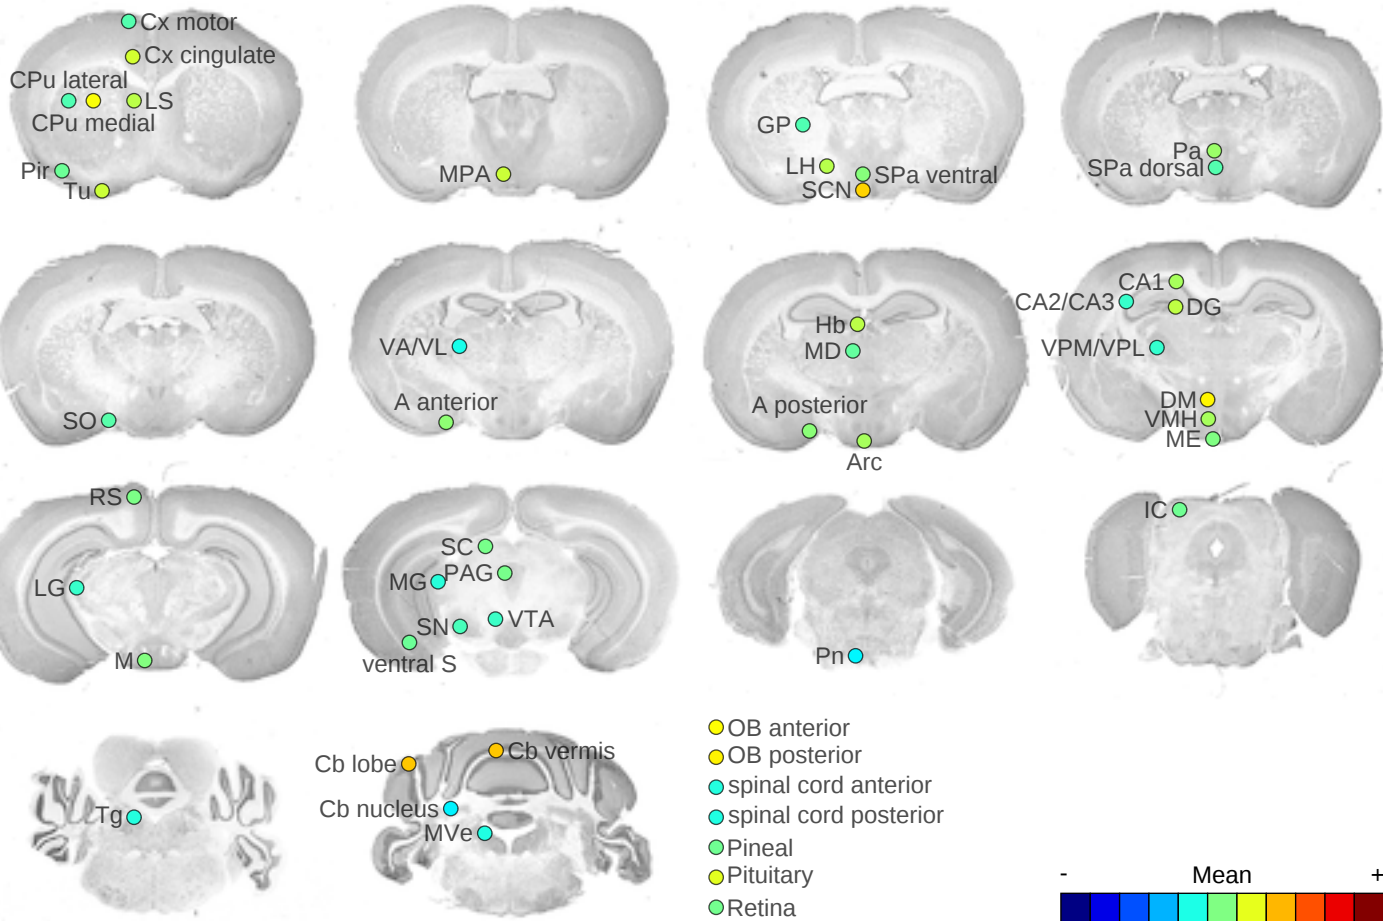 Cx motor
Cx cingulate
CPu lateral
LS
CPu medial
Pir
Tu
MPA
GP
LH
SPa ventral
SCN
Pa
SPa dorsal
SO
VA/VL
A anterior
Hb
MD
A posterior
Arc
CA1
CA2/CA3
DG
VPM/VPL
DM
VMH
ME
RS
LG
M
SC
PAG
MG
VTA
SN
ventral S
Pn
IC
Tg
Cb lobe
Cb vermis
Cb nucleus
MVe
OB anterior
OB posterior
spinal cord anterior
spinal cord posterior
Pineal
Pituitary
Retina
- Mean +